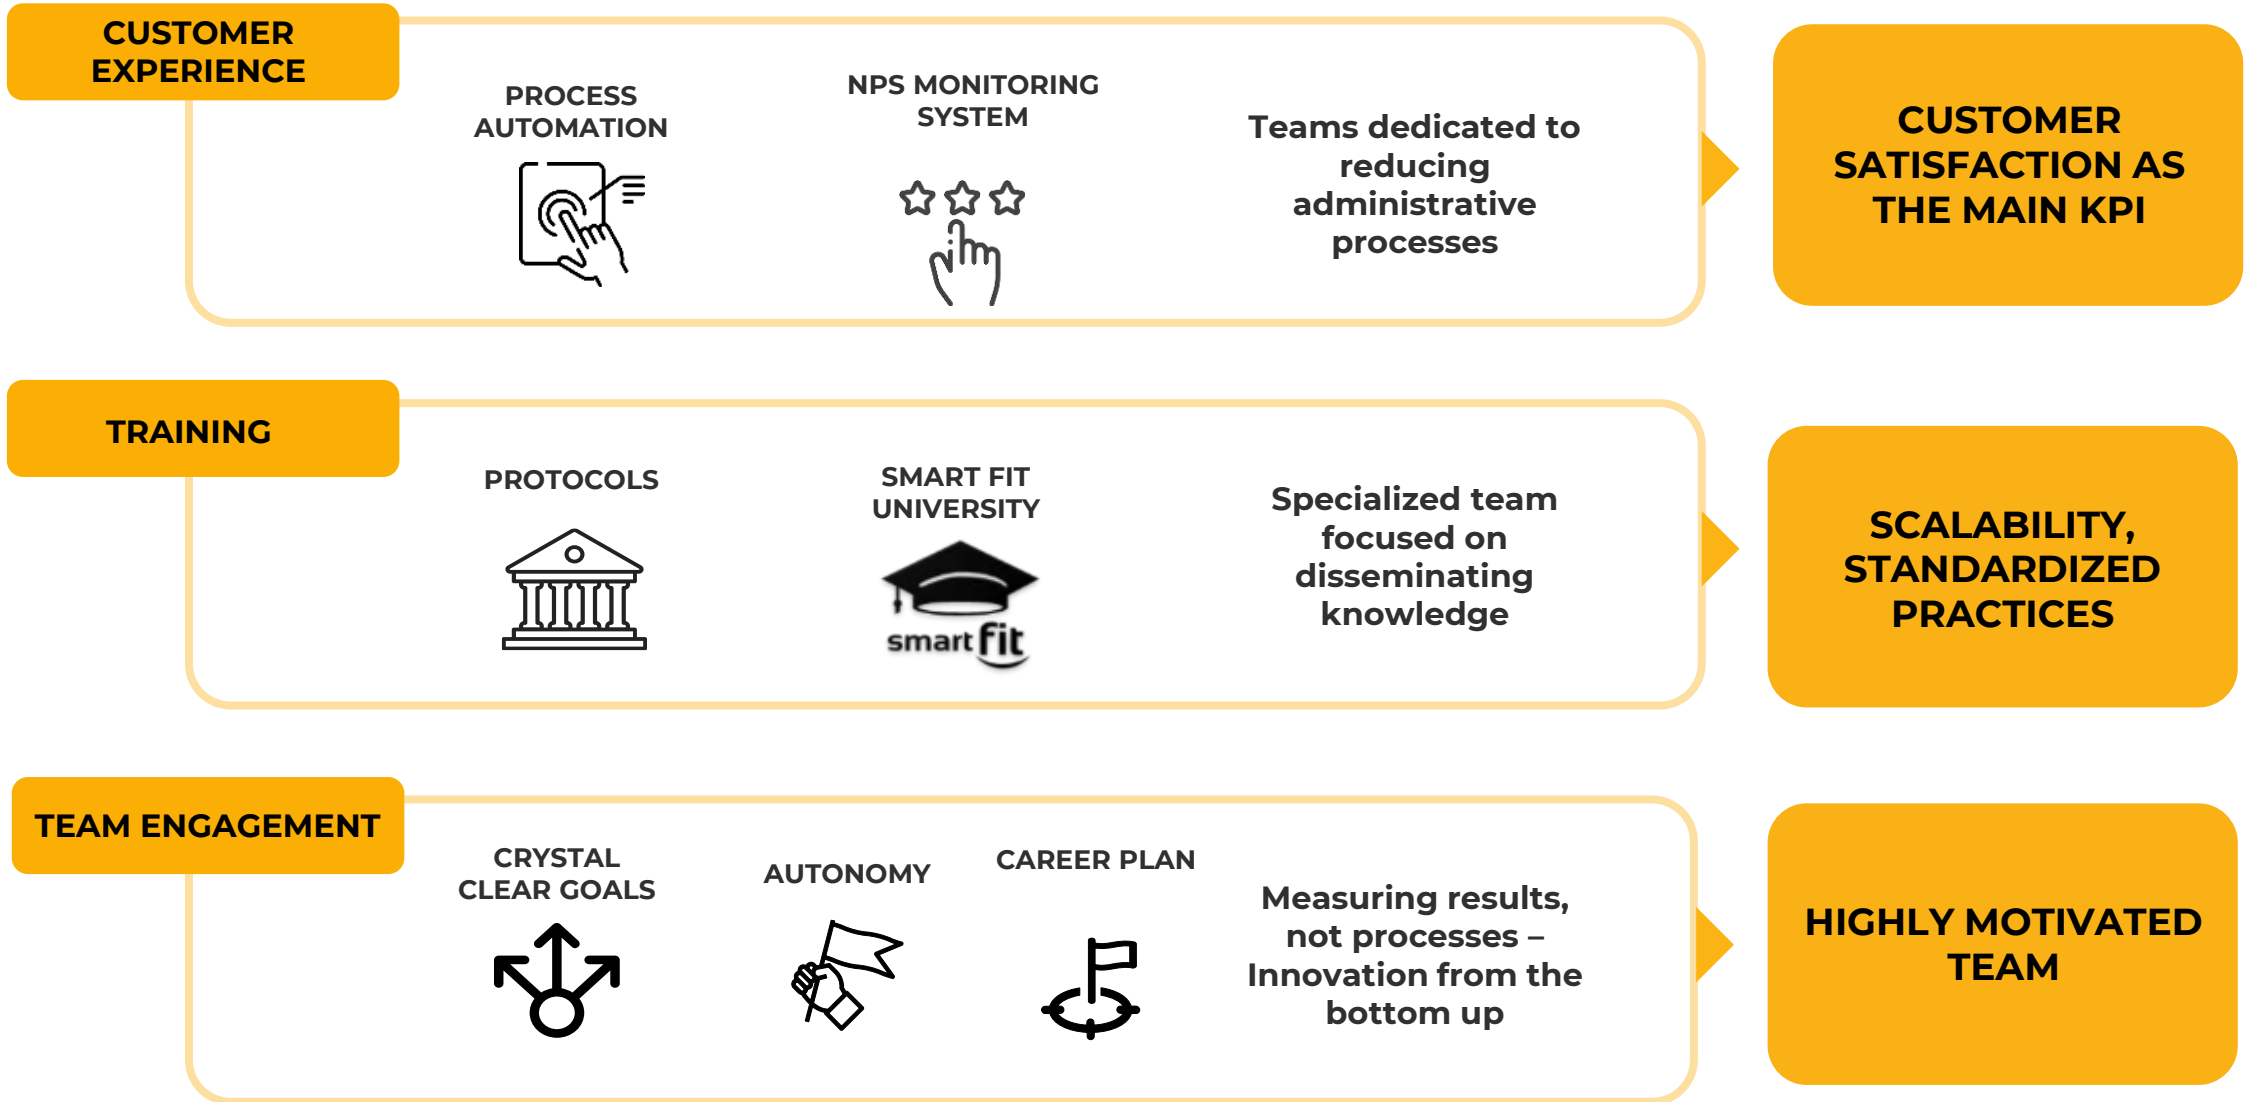 CUSTOMER
EXPERIENCE
PROCESS
AUTOMATION
NPS MONITORING
SYSTEM
Teams dedicated to
reducing
administrative
processes
CUSTOMER
SATISFACTION AS
THE MAIN KPI
TRAINING
PROTOCOLS
SMART FIT
UNIVERSITY
smart fit
Specialized team
focused on
disseminating
knowledge
SCALABILITY,
STANDARDIZED
PRACTICES
TEAM ENGAGEMENT
CRYSTAL
CLEAR GOALS
AUTONOMY
CAREER PLAN
Measuring results,
not processes –
Innovation from the
bottom up
HIGHLY MOTIVATED
TEAM